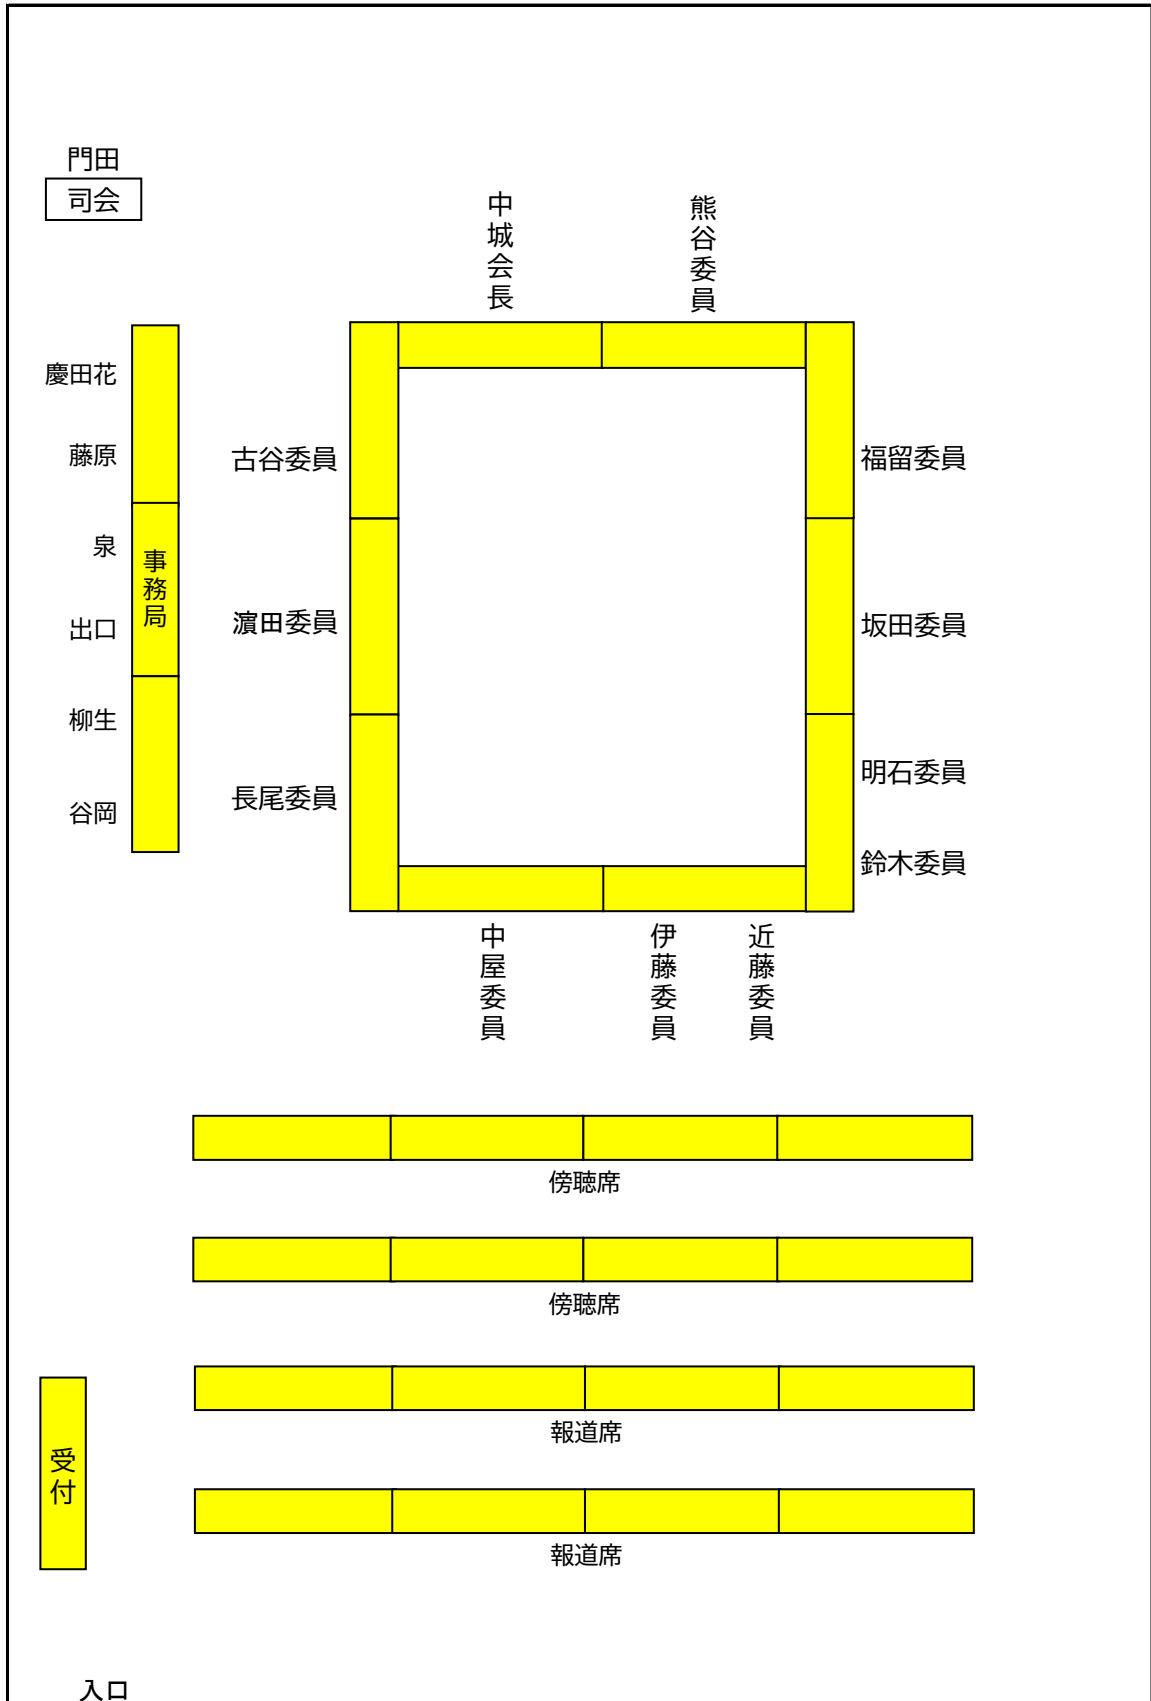 門田
司会
中城会長
熊谷委員
慶田花
藤原
泉
出口
柳生
谷岡
事務局
古谷委員
濵田委員
長尾委員
福留委員
坂田委員
明石委員
鈴木委員
中屋委員
伊藤委員
近藤委員
傍聴席
傍聴席
報道席
報道席
受付
入口